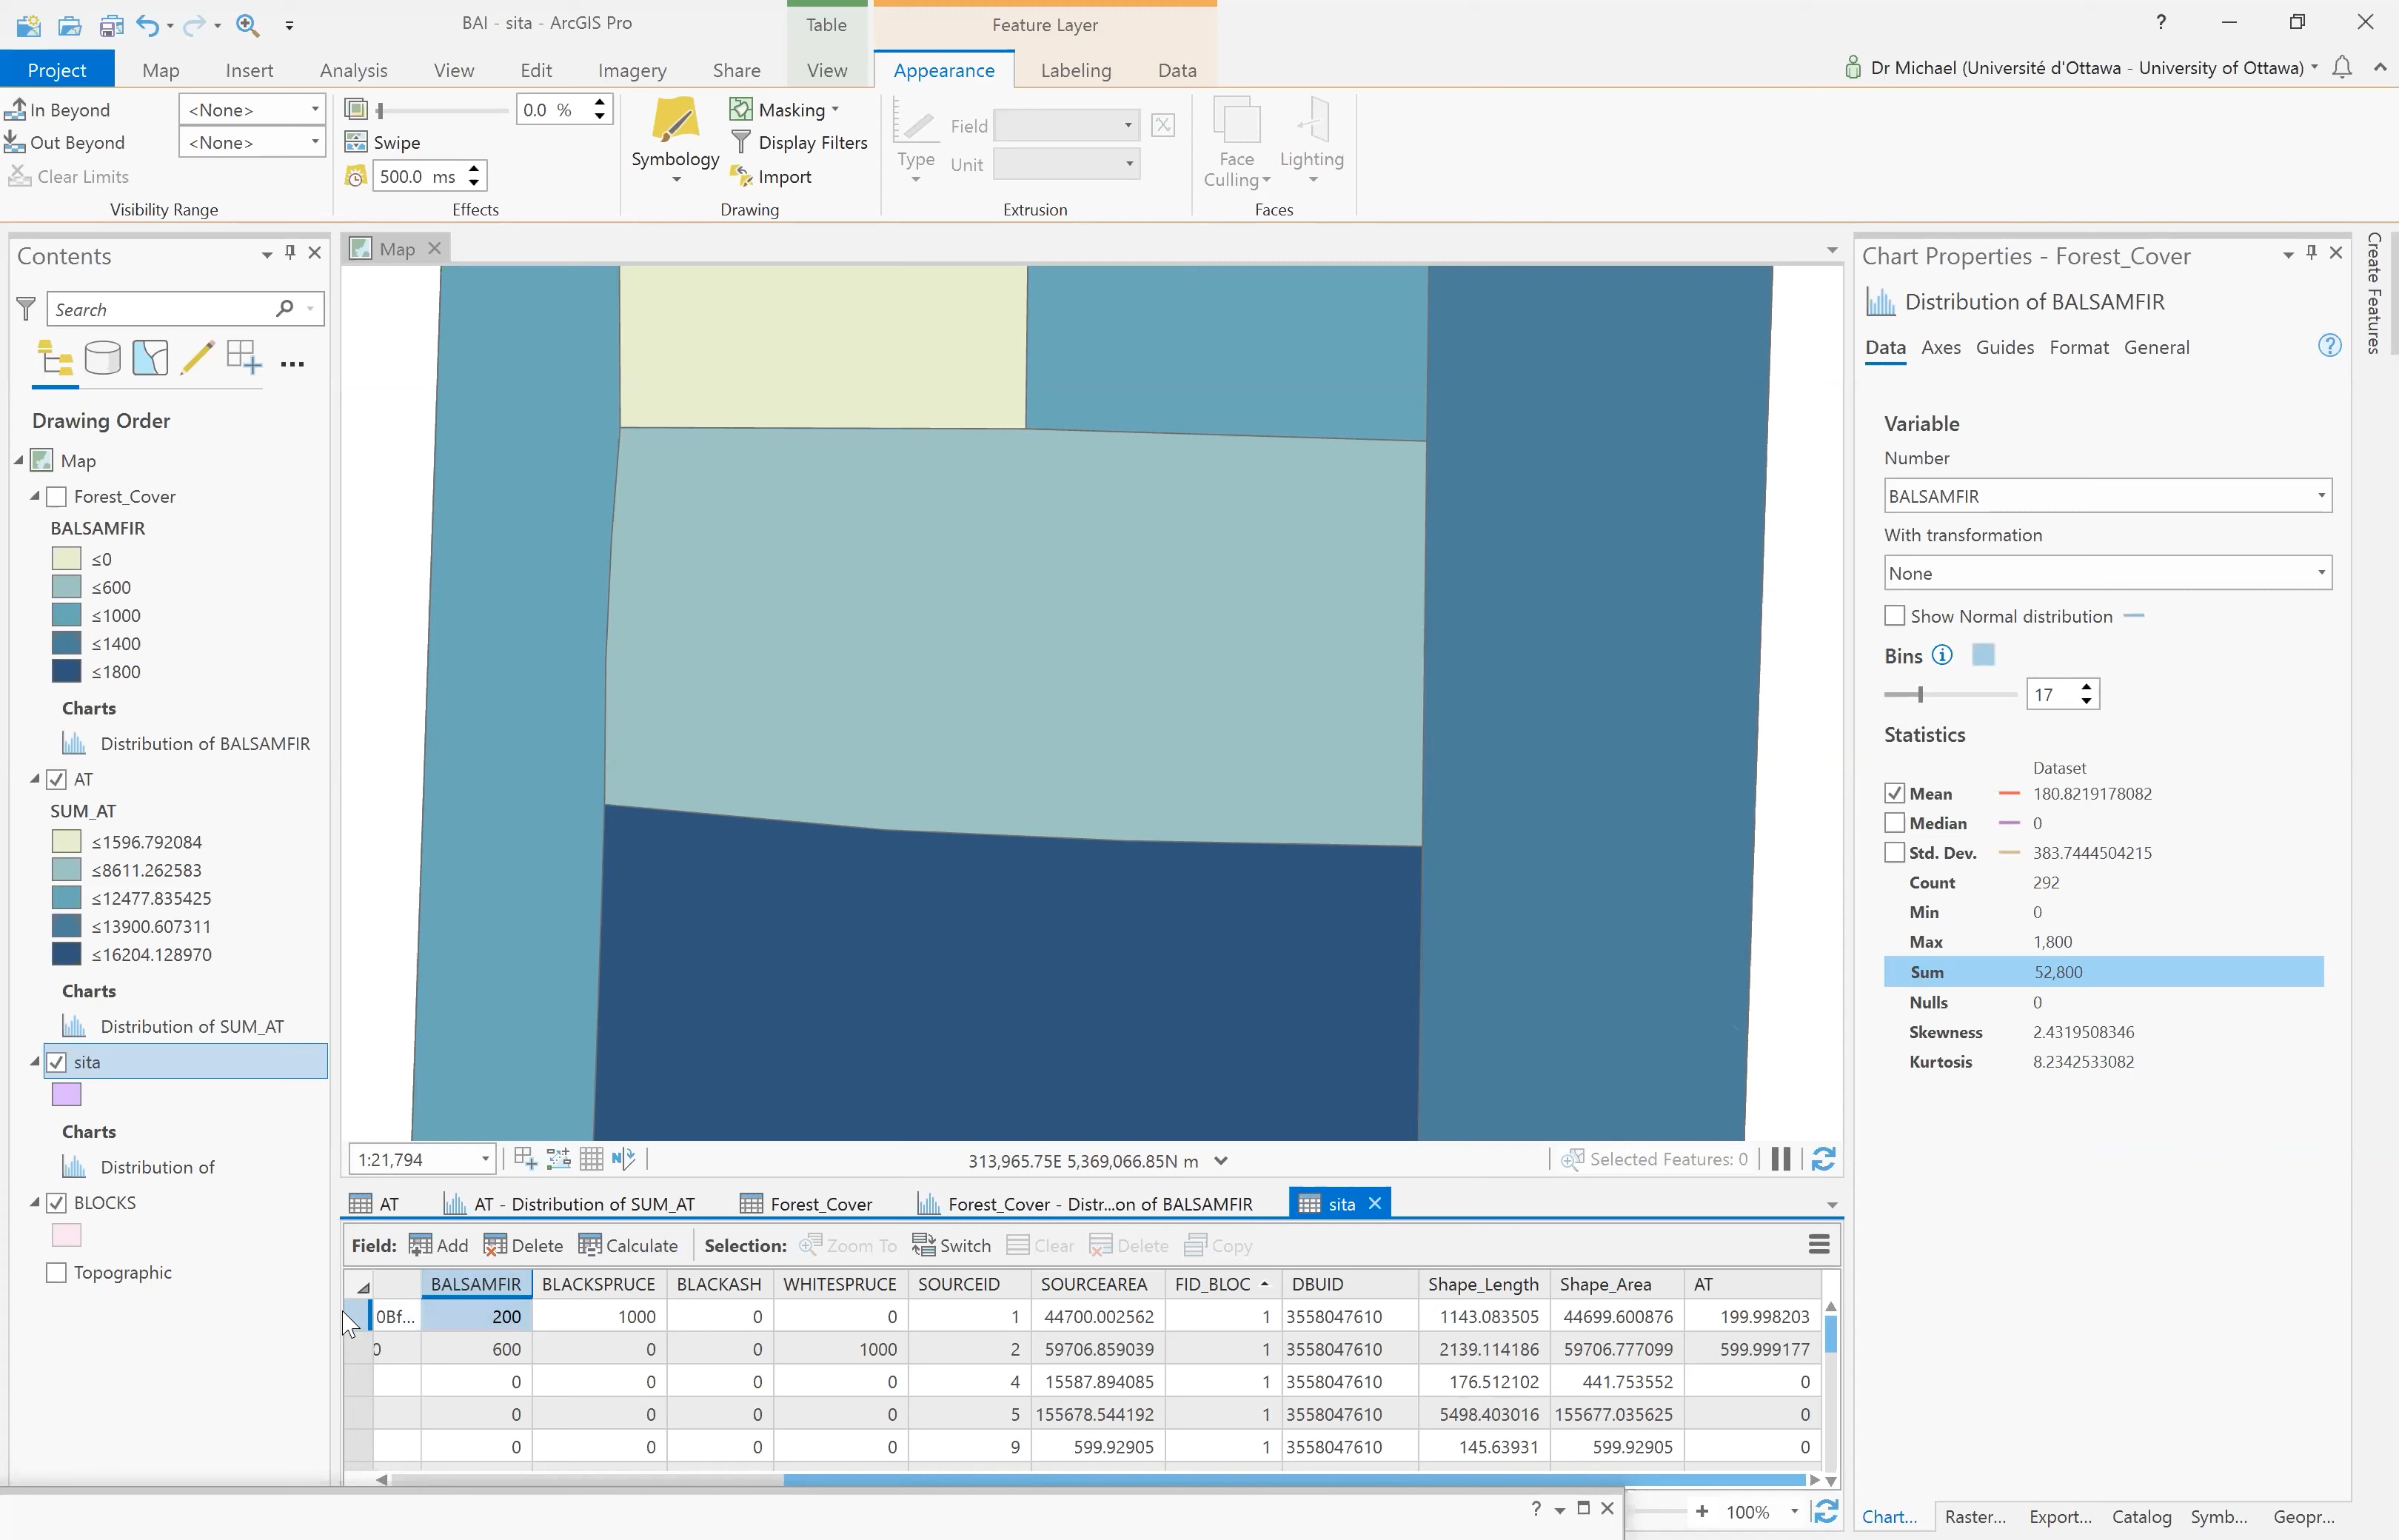 BAI - sita - ArcGIS Pro
Table
Feature Layer
?
Project Map Insert Analysis View Edit Imagery Share View Appearance Labeling Data
Dr Michael (Université d'Ottawa - University of Ottawa)
In Beyond <None>
Out Beyond <None>
Clear Limits
Visibility Range
0.0 %
Swipe
500.0 ms
Effects
Symbology
Masking
Display Filters
Import
Drawing
Type
Field
Unit
Extrusion
Face Culling
Lighting
Faces
Contents
Search
Drawing Order
Map
Forest_Cover
BALSAMFIR
≤0
≤600
≤1000
≤1400
≤1800
Charts
Distribution of BALSAMFIR
AT
SUM_AT
≤1596.792084
≤8611.262583
≤12477.835425
≤13900.607311
≤16204.128970
Charts
Distribution of SUM_AT
sita
Charts
Distribution of
BLOCKS
Topographic
Map
1:21,794
313,965.75E 5,369,066.85N m
Selected Features: 0
AT
AT - Distribution of SUM_AT
Forest_Cover
Forest_Cover - Distr...on of BALSAMFIR
sita
Field: Add Delete Calculate Selection: Zoom To Switch Clear Delete Copy
BALSAMFIR BLACKSPRUCE BLACKASH WHITESPRUCE SOURCEID SOURCEAREA FID_BLOC DBUID Shape_Length Shape_Area AT
0Bf... 200 1000 0 0 1 44700.002562 1 3558047610 1143.083505 44699.600876 199.998203
0 600 0 0 1000 2 59706.859039 1 3558047610 2139.114186 59706.777099 599.999177
0 0 0 0 4 15587.894085 1 3558047610 176.512102 441.753552 0
0 0 0 0 5 155678.544192 1 3558047610 5498.403016 155677.035625 0
0 0 0 0 9 599.92905 1 3558047610 145.63931 599.92905 0
?
100%
Chart Properties - Forest_Cover
Distribution of BALSAMFIR
Data Axes Guides Format General
?
Variable
Number
BALSAMFIR
With transformation
None
Show Normal distribution
Bins
17
Statistics
Dataset
Mean 180.8219178082
Median 0
Std. Dev. 383.7444504215
Count 292
Min 0
Max 1,800
Sum 52,800
Nulls 0
Skewness 2.4319508346
Kurtosis 8.2342533082
Chart... Raster... Export... Catalog Symb... Geopr...
Create Features